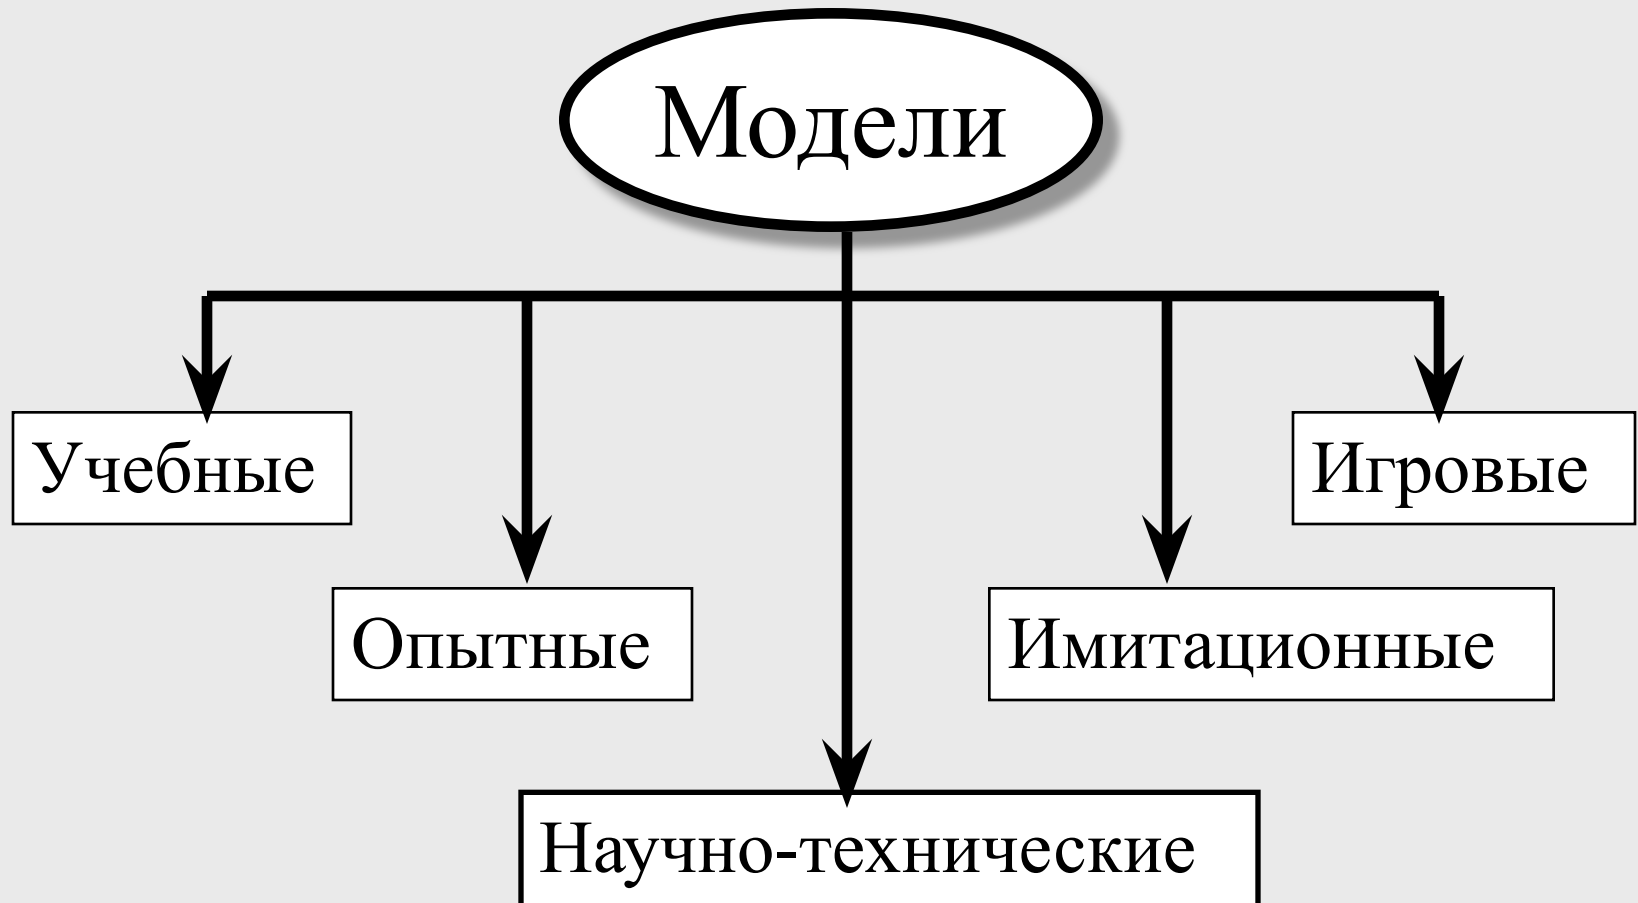 Модели
Учебные
Игровые
Опытные
Имитационные
Научно-технические